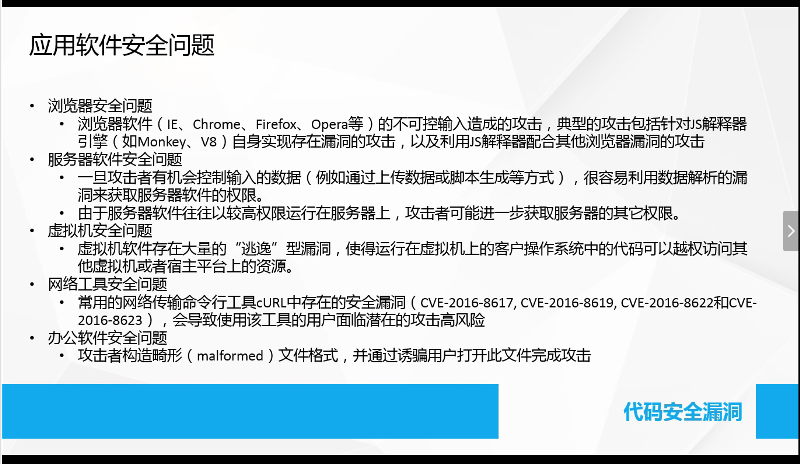 应用软件安全问题
• 浏览器安全问题
• 浏览器软件（IE、Chrome、Firefox、Opera等）的不可控输入造成的攻击，典型的攻击包括针对JS解释器
引擎（如Monkey、V8）自身实现存在漏洞的攻击，以及利用JS解释器配合其他浏览器漏洞的攻击
• 服务器软件安全问题
• 一旦攻击者有机会控制输入的数据（例如通过上传数据或脚本生成等方式），很容易利用数据解析的漏
洞来获取服务器软件的权限。
• 由于服务器软件往往以较高权限运行在服务器上，攻击者可能进一步获取服务器的其它权限。
• 虚拟机安全问题
• 虚拟机软件存在大量的“逃逸”型漏洞，使得运行在虚拟机上的客户操作系统中的代码可以越权访问其
他虚拟机或者宿主平台上的资源。
• 网络工具安全问题
• 常用的网络传输命令行工具cURL中存在的安全漏洞（CVE-2016-8617, CVE-2016-8619, CVE-2016-8622和CVE-
2016-8623），会导致使用该工具的用户面临潜在的攻击高风险
• 办公软件安全问题
• 攻击者构造畸形（malformed）文件格式，并通过诱骗用户打开此文件完成攻击
代码安全漏洞